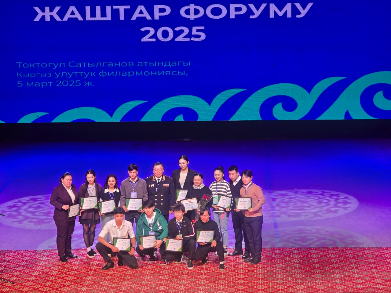 ЖАШТАР ФОРУМУ
2025
Токтогул Сатылганов атындагы
Кыргыз улуттук филармониясы,
5 март 2025 ж.